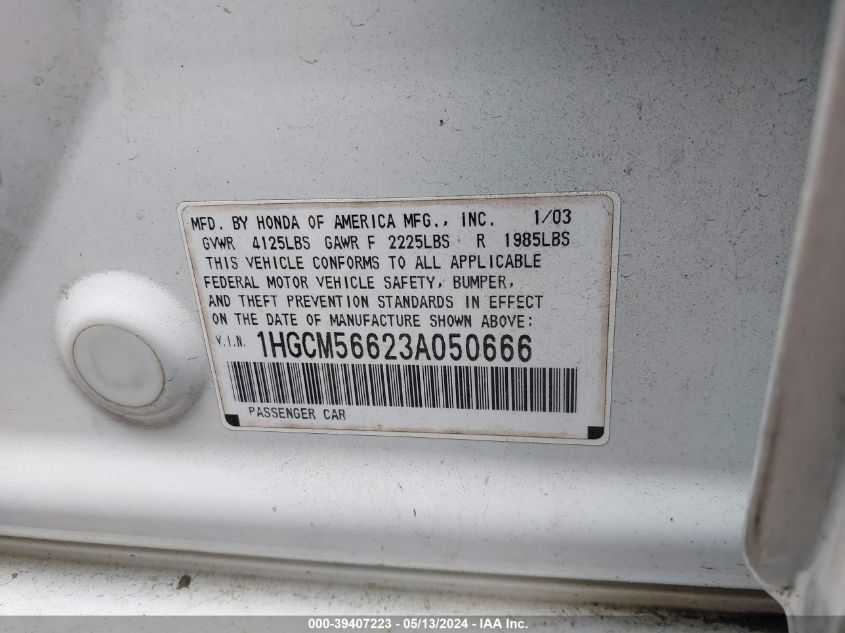 MFD. BY HONDA OF AMERICA MFG., INC. 1/03
GVWR 4125LBS GAWR F 2225LBS R 1985LBS
THIS VEHICLE CONFORMS TO ALL APPLICABLE
FEDERAL MOTOR VEHICLE SAFETY, BUMPER,
AND THEFT PREVENTION STANDARDS IN EFFECT
ON THE DATE OF MANUFACTURE SHOWN ABOVE:
V.I.N. 1HGCM56623A050666
PASSENGER CAR
000-39407223 - 05/13/2024 - IAA Inc.